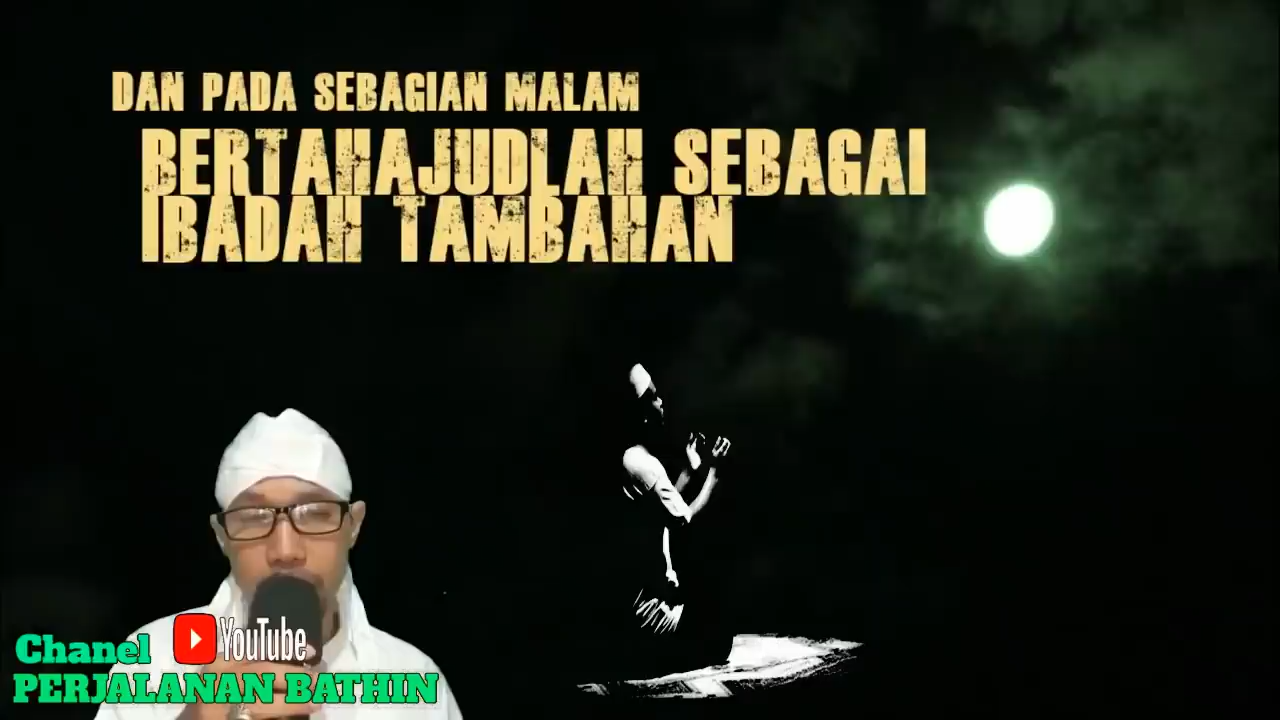 DAN PADA SEBAGIAN MALAM
BERTAHAJUDLAH SEBAGAI
IBADAH TAMBAHAN
Chanel YouTube
PERJALANAN BATHIN